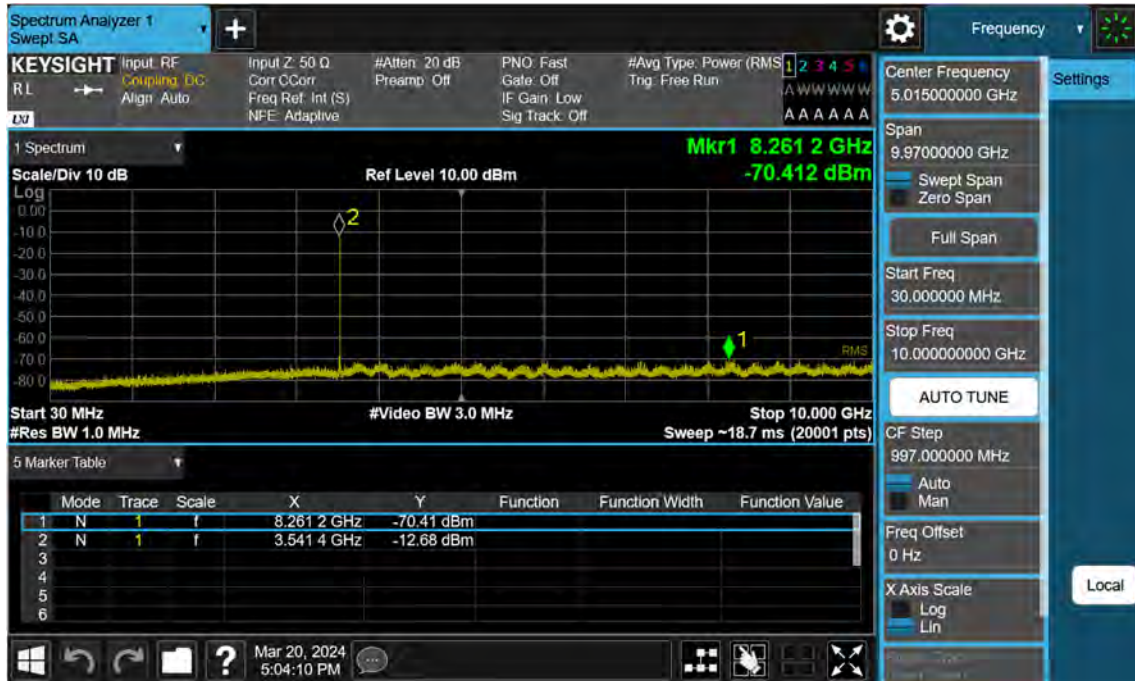 Spectrum Analyzer 1
Swept SA
Frequency
KEYSIGHT
RL
LXI
Input: RF
Coupling: DC
Align: Auto
Input Z: 50 Ω
Corr CCorr
Freq Ref: Int (S)
NFE: Adaptive
#Atten: 20 dB
Preamp: Off
PNO: Fast
Gate: Off
IF Gain: Low
Sig Track: Off
#Avg Type: Power (RMS
Trig: Free Run
1 2 3 4 5 6
A W W W W W
A A A A A A
Center Frequency
5.015000000 GHz
Settings
1 Spectrum
Mkr1 8.261 2 GHz
-70.412 dBm
Scale/Div 10 dB
Ref Level 10.00 dBm
Log
0.00
-10.0
-20.0
-30.0
-40.0
-50.0
-60.0
-70.0
-80.0
2
1
RMS
Start 30 MHz
#Res BW 1.0 MHz
#Video BW 3.0 MHz
Stop 10.000 GHz
Sweep ~18.7 ms (20001 pts)
Span
9.97000000 GHz
Swept Span
Zero Span
Full Span
Start Freq
30.000000 MHz
Stop Freq
10.000000000 GHz
AUTO TUNE
CF Step
997.000000 MHz
Auto
Man
Freq Offset
0 Hz
X Axis Scale
Log
Lin
Local
5 Marker Table
Mode Trace Scale X Y Function Function Width Function Value
1 N 1 f 8.261 2 GHz -70.41 dBm
2 N 1 f 3.541 4 GHz -12.68 dBm
3
4
5
6
?
Mar 20, 2024
5:04:10 PM